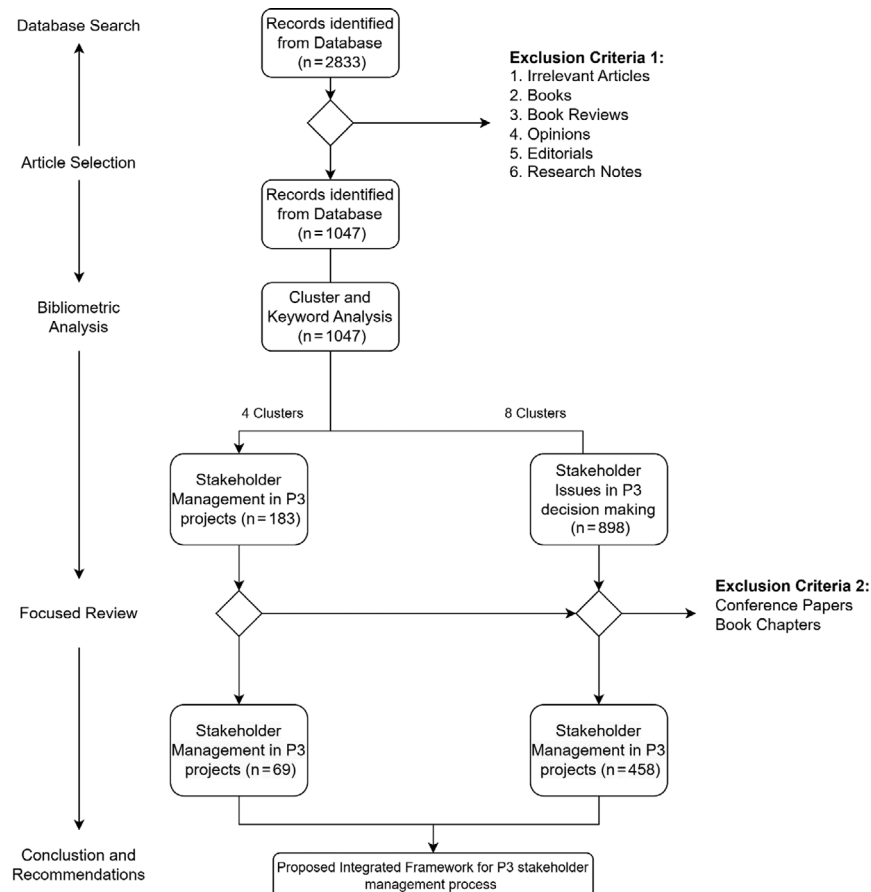 Database Search
Records identified
from Database
(n=2833)
Exclusion Criteria 1:
1. Irrelevant Articles
2. Books
3. Book Reviews
4. Opinions
5. Editorials
6. Research Notes
Article Selection
Records identified
from Database
(n=1047)
Bibliometric
Analysis
Cluster and
Keyword Analysis
(n=1047)
4 Clusters
8 Clusters
Stakeholder
Management in P3
projects (n=183)
Stakeholder
Issues in P3
decision making
(n=898)
Focused Review
Exclusion Criteria 2:
Conference Papers
Book Chapters
Stakeholder
Management in P3
projects (n=69)
Stakeholder
Management in P3
projects (n=458)
Conclustion and
Recommendations
Proposed Integrated Framework for P3 stakeholder
management process